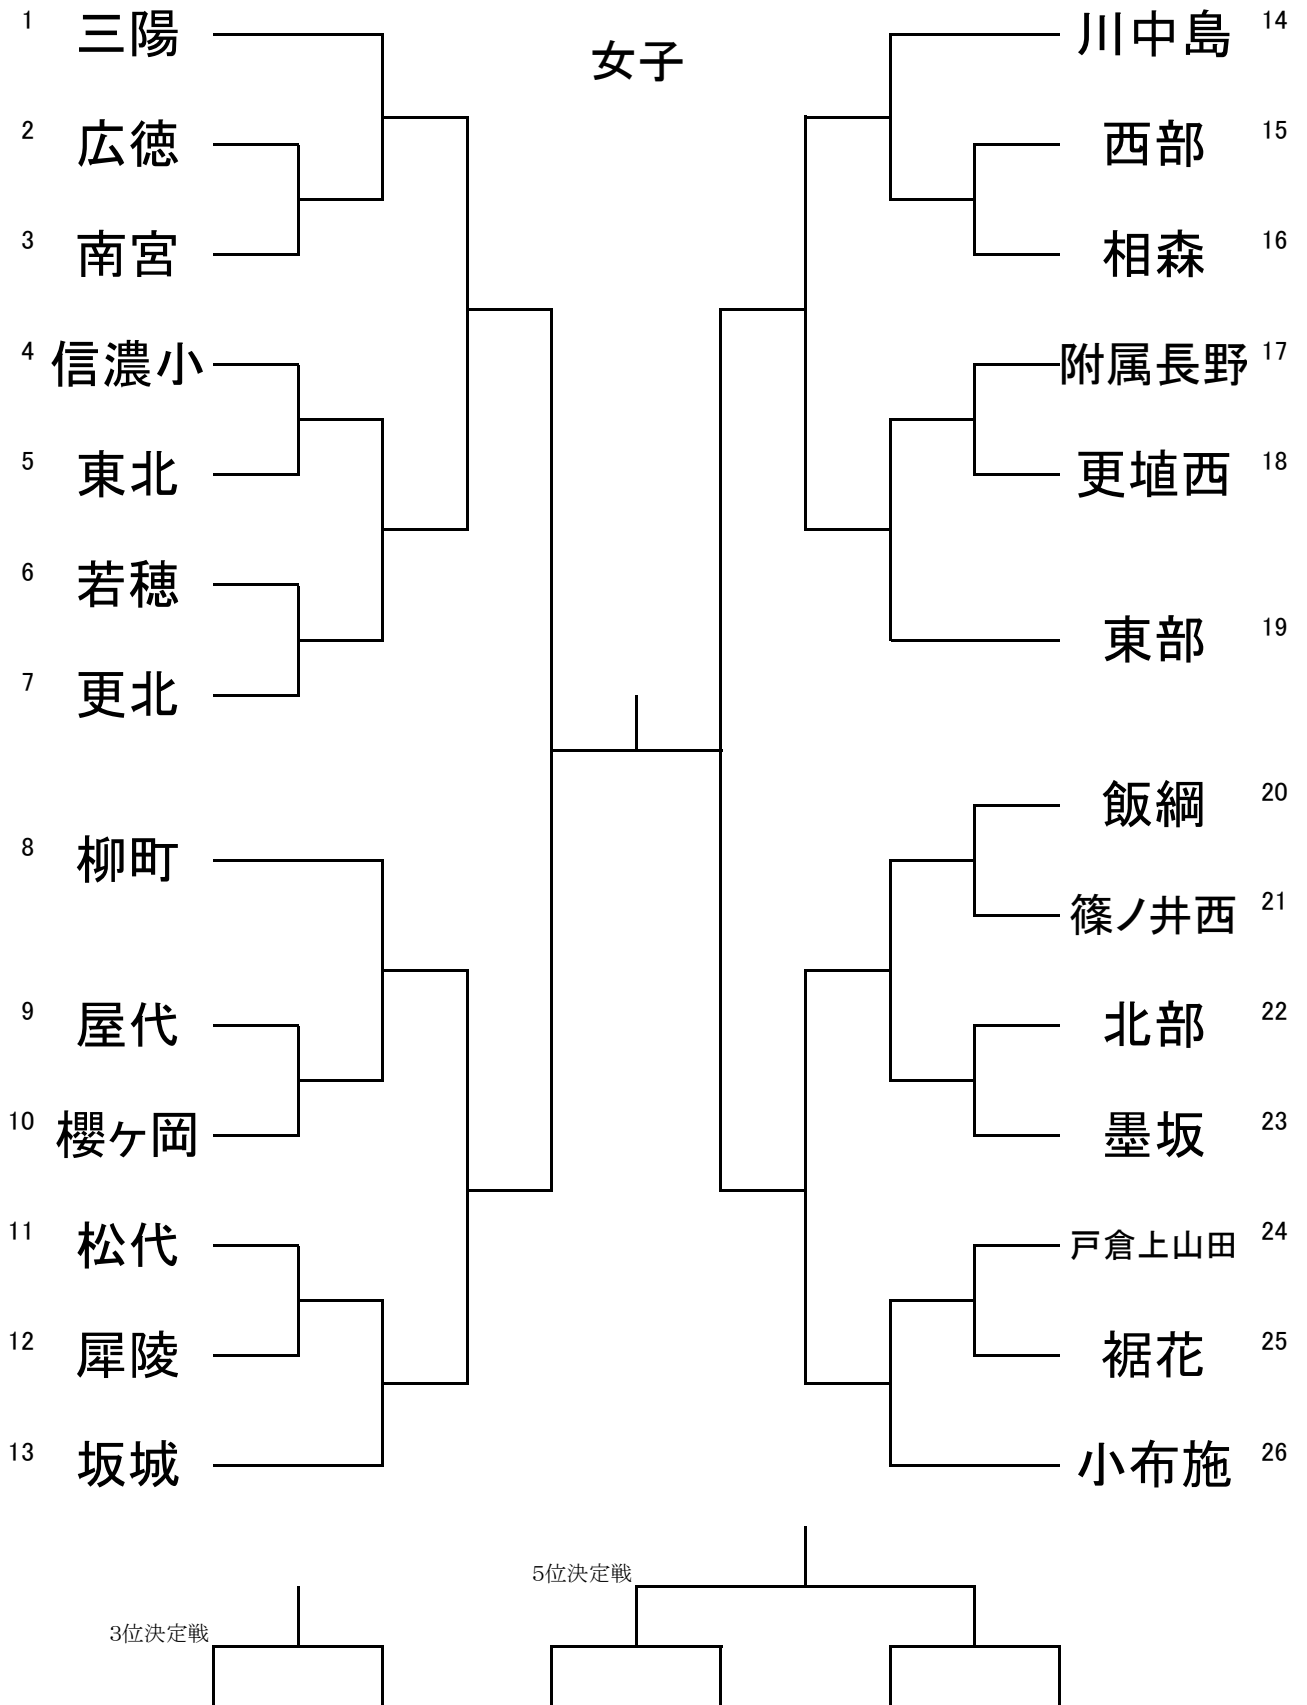 女子
1 三陽
2 広徳
3 南宮
4 信濃小
5 東北
6 若穂
7 更北
8 柳町
9 屋代
10 櫻ヶ岡
11 松代
12 犀陵
13 坂城
川中島 14
西部 15
相森 16
附属長野 17
更埴西 18
東部 19
飯綱 20
篠ノ井西 21
北部 22
墨坂 23
戸倉上山田 24
裾花 25
小布施 26
5位決定戦
3位決定戦